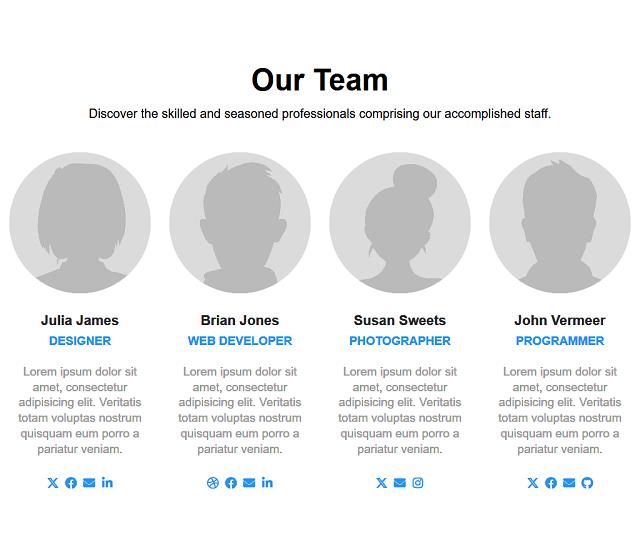 Our Team
Discover the skilled and seasoned professionals comprising our accomplished staff.
Julia James
DESIGNER
Lorem ipsum dolor sit
amet, consectetur
adipisicing elit. Veritatis
totam voluptas nostrum
quisquam eum porro a
pariatur veniam.
Brian Jones
WEB DEVELOPER
Lorem ipsum dolor sit
amet, consectetur
adipisicing elit. Veritatis
totam voluptas nostrum
quisquam eum porro a
pariatur veniam.
Susan Sweets
PHOTOGRAPHER
Lorem ipsum dolor sit
amet, consectetur
adipisicing elit. Veritatis
totam voluptas nostrum
quisquam eum porro a
pariatur veniam.
John Vermeer
PROGRAMMER
Lorem ipsum dolor sit
amet, consectetur
adipisicing elit. Veritatis
totam voluptas nostrum
quisquam eum porro a
pariatur veniam.